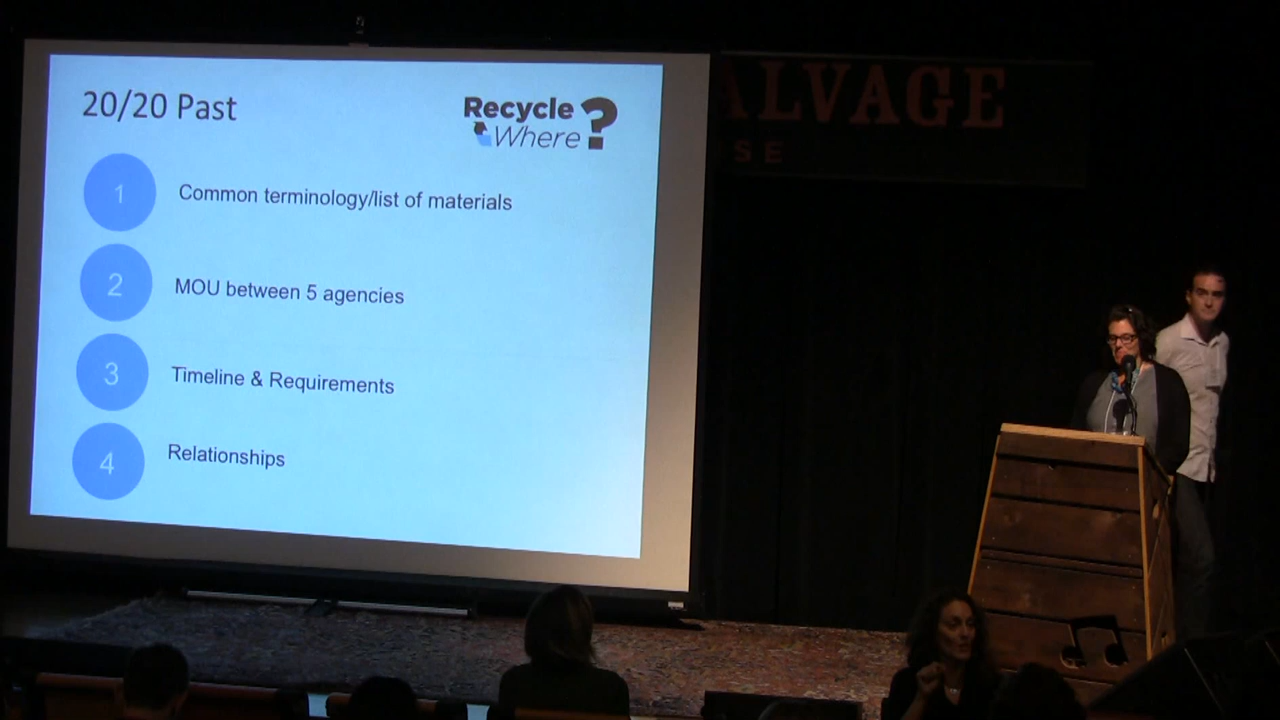 20/20 Past
Recycle
Where?
1 Common terminology/list of materials
2 MOU between 5 agencies
3 Timeline & Requirements
4 Relationships
ALVAGE
SE